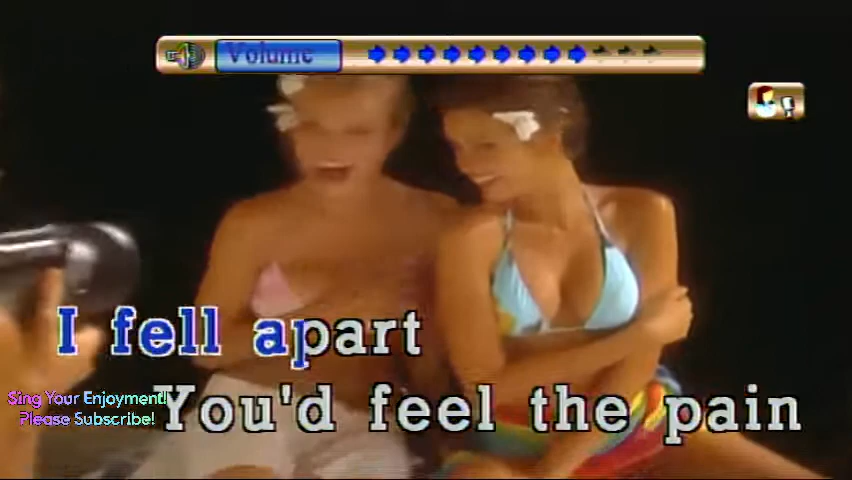 Volume
I fell apart
You'd feel the pain
Sing Your Enjoyment!
Please Subscribe!